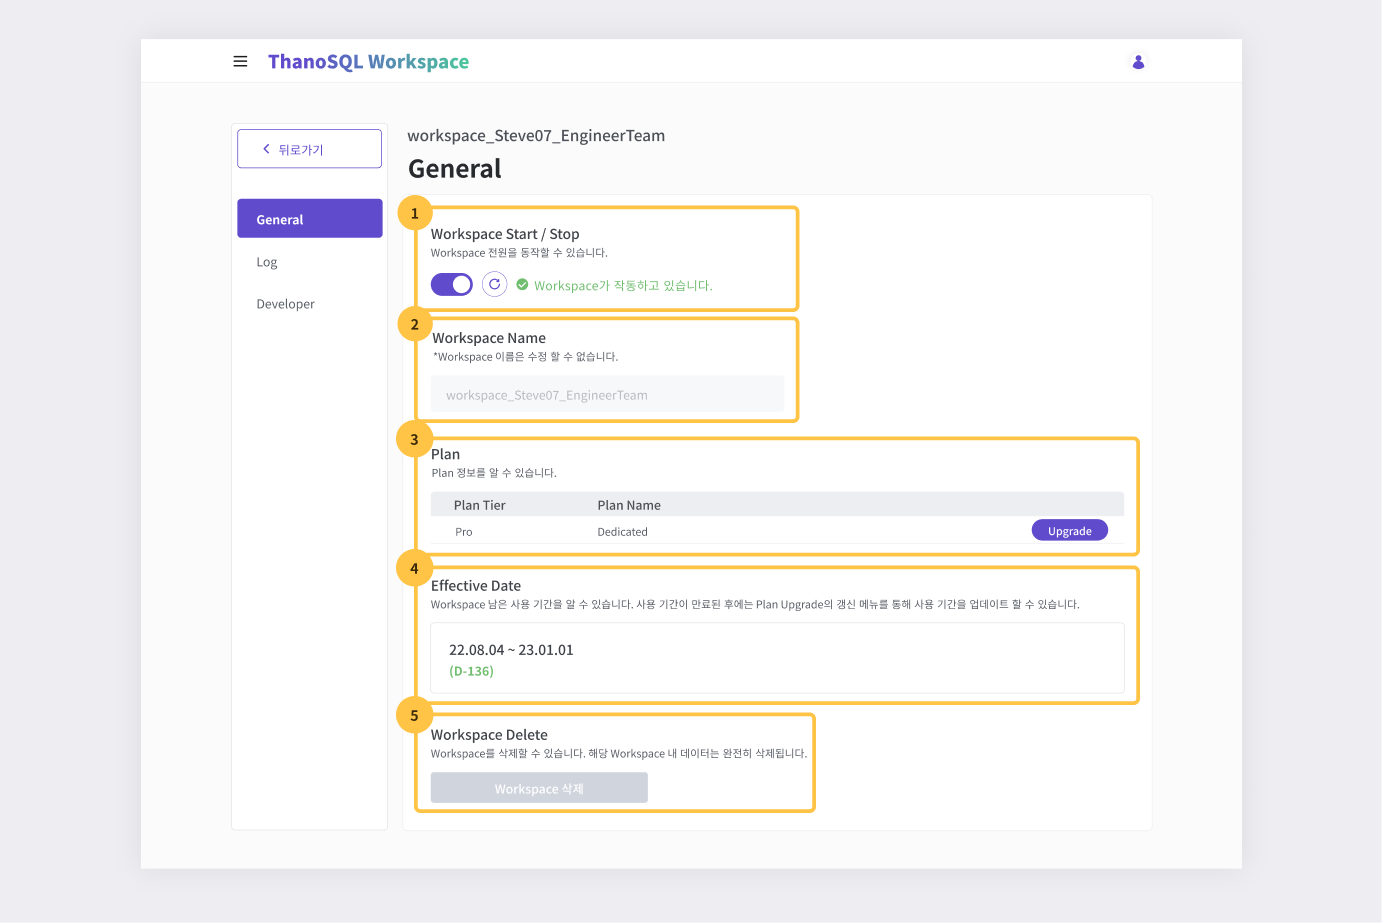 ThanoSQL Workspace
뒤로가기
General
Log
Developer
workspace_Steve07_EngineerTeam
General
1
Workspace Start / Stop
Workspace 전원을 동작할 수 있습니다.
Workspace가 작동하고 있습니다.
2
Workspace Name
*Workspace 이름은 수정 할 수 없습니다.
workspace_Steve07_EngineerTeam
3
Plan
Plan 정보를 알 수 있습니다.
Plan Tier Plan Name
Pro Dedicated Upgrade
4
Effective Date
Workspace 남은 사용 기간을 알 수 있습니다. 사용 기간이 만료된 후에는 Plan Upgrade의 갱신 메뉴를 통해 사용 기간을 업데이트 할 수 있습니다.
22.08.04 ~ 23.01.01
(D-136)
5
Workspace Delete
Workspace를 삭제할 수 있습니다. 해당 Workspace 내 데이터는 완전히 삭제됩니다.
Workspace 삭제